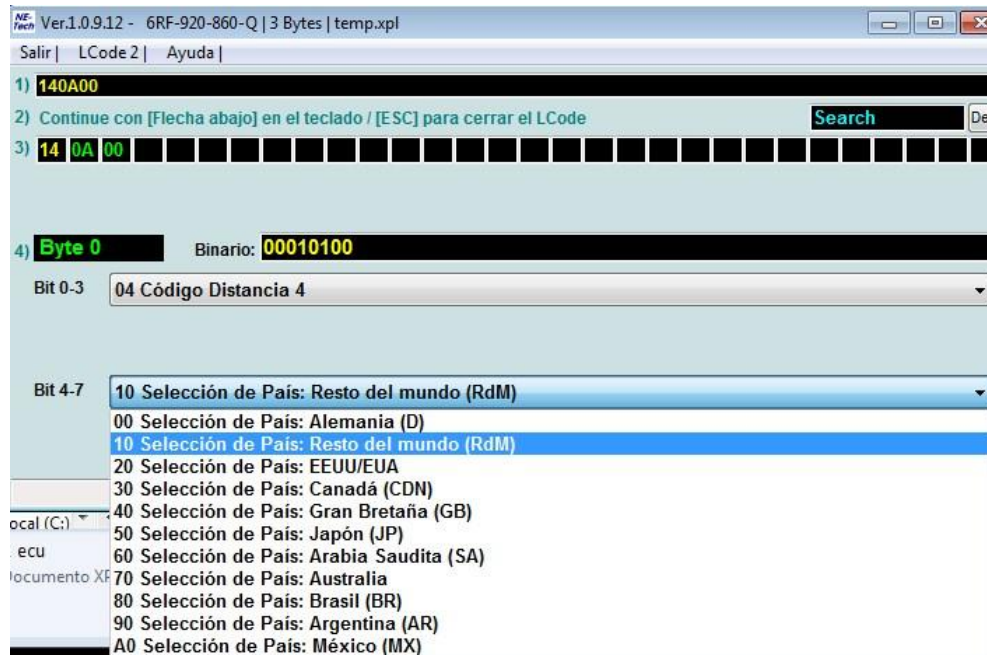 NE-Tech Ver.1.0.9.12 - 6RF-920-860-Q | 3 Bytes | temp.xpl
Salir | LCode 2 | Ayuda |
1) 140A00
2) Continue con [Flecha abajo] en el teclado / [ESC] para cerrar el LCode Search De
3) 14 0A 00
4) Byte 0 Binario: 00010100
Bit 0-3 04 Código Distancia 4
Bit 4-7 10 Selección de País: Resto del mundo (RdM)
00 Selección de País: Alemania (D)
10 Selección de País: Resto del mundo (RdM)
20 Selección de País: EEUU/EUA
30 Selección de País: Canadá (CDN)
40 Selección de País: Gran Bretaña (GB)
ocal (C:)
50 Selección de País: Japón (JP)
ecu
60 Selección de País: Arabia Saudita (SA)
ocumento XP
70 Selección de País: Australia
80 Selección de País: Brasil (BR)
90 Selección de País: Argentina (AR)
A0 Selección de País: México (MX)